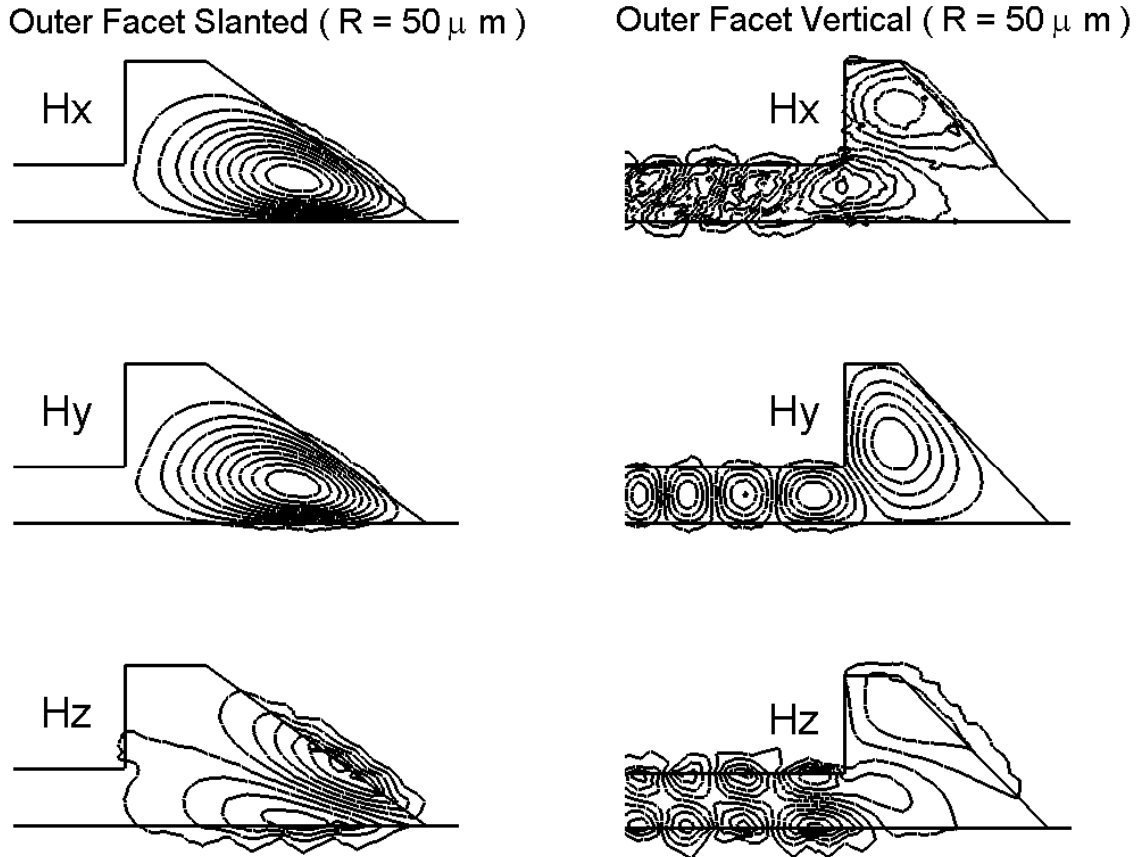 Outer Facet Slanted ( R = 50 μ m )
Outer Facet Vertical ( R = 50 μ m )
Hx
Hx
Hy
Hy
Hz
Hz